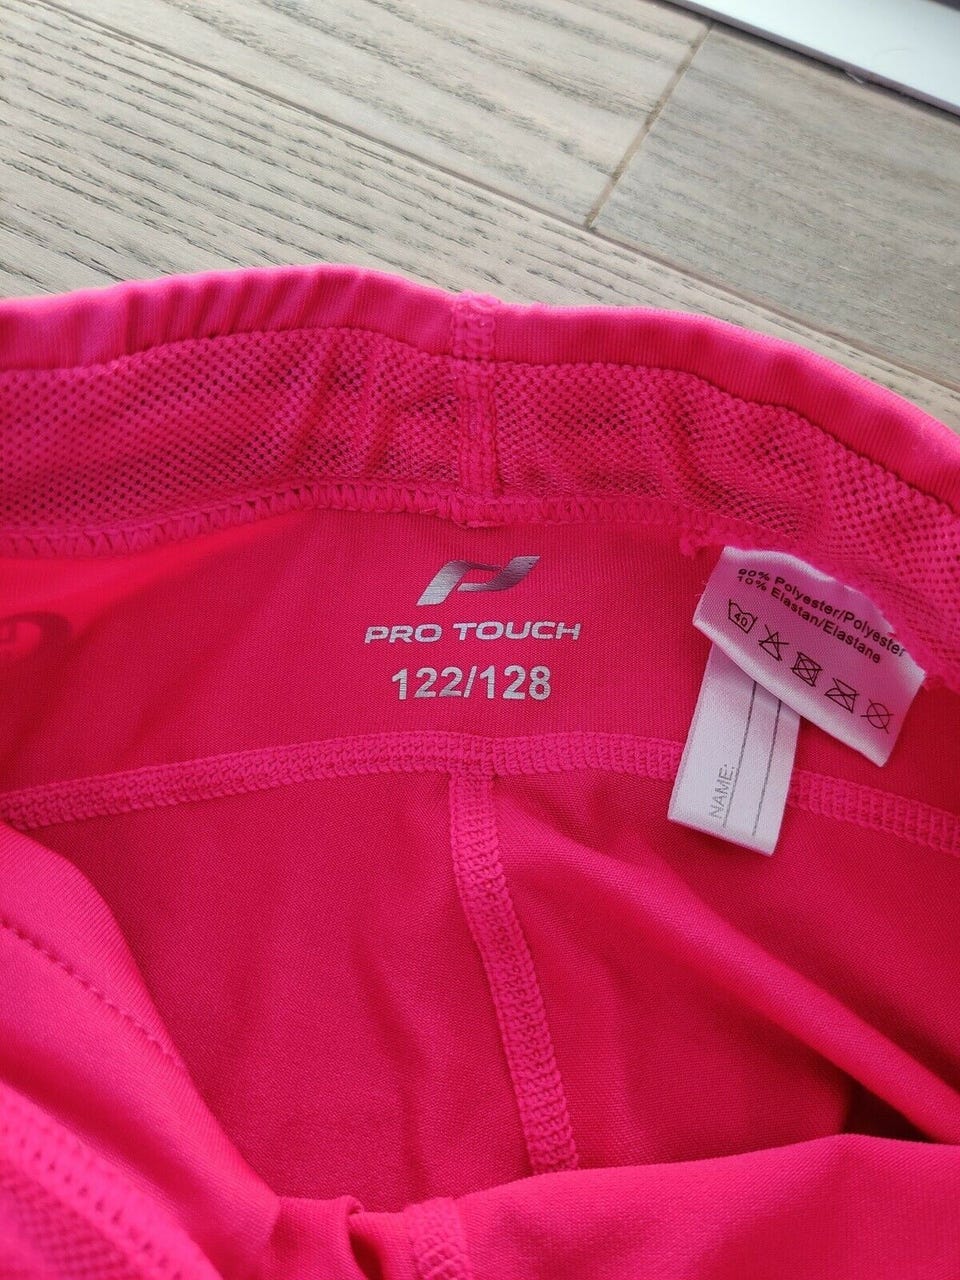 PRO TOUCH
122/128
90% Polyester/Polyester
10% Elastan/Elastane
40
NAME: